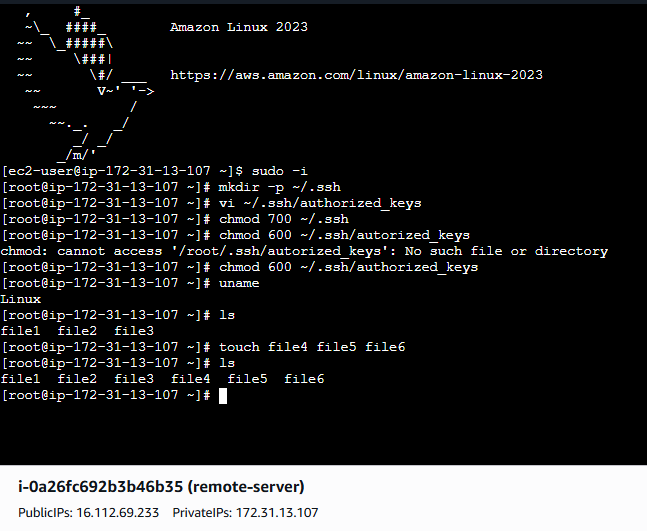 ,     #_
   ~\_  ####_        Amazon Linux 2023
  ~~  \_#####\
  ~~     \###|
  ~~       \#/ ___   https://aws.amazon.com/linux/amazon-linux-2023
   ~~       V~' '->
    ~~~         /
      ~~._.   _/
         _/ _/
       _/m/'
[ec2-user@ip-172-31-13-107 ~]$ sudo -i
[root@ip-172-31-13-107 ~]# mkdir -p ~/.ssh
[root@ip-172-31-13-107 ~]# vi ~/.ssh/authorized_keys
[root@ip-172-31-13-107 ~]# chmod 700 ~/.ssh
[root@ip-172-31-13-107 ~]# chmod 600 ~/.ssh/autorized_keys
chmod: cannot access '/root/.ssh/autorized_keys': No such file or directory
[root@ip-172-31-13-107 ~]# chmod 600 ~/.ssh/authorized_keys
[root@ip-172-31-13-107 ~]# uname
Linux
[root@ip-172-31-13-107 ~]# ls
file1  file2  file3
[root@ip-172-31-13-107 ~]# touch file4 file5 file6
[root@ip-172-31-13-107 ~]# ls
file1  file2  file3  file4  file5  file6
[root@ip-172-31-13-107 ~]#
i-0a26fc692b3b46b35 (remote-server)
PublicIPs: 16.112.69.233   PrivateIPs: 172.31.13.107